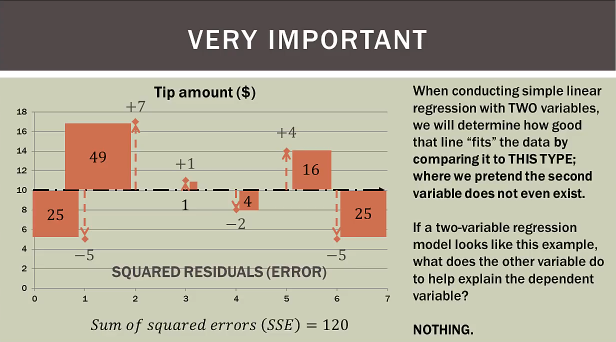 VERY IMPORTANT
Tip amount ($)
18
16
14
12
10
8
6
4
2
0
0
1
2
3
4
5
6
7
+7
+1
+4
−5
−2
−5
25
49
1
4
16
25
SQUARED RESIDUALS (ERROR)
Sum of squared errors (SSE) = 120
When conducting simple linear
regression with TWO variables,
we will determine how good
that line “fits” the data by
comparing it to THIS TYPE;
where we pretend the second
variable does not even exist.
If a two-variable regression
model looks like this example,
what does the other variable do
to help explain the dependent
variable?
NOTHING.